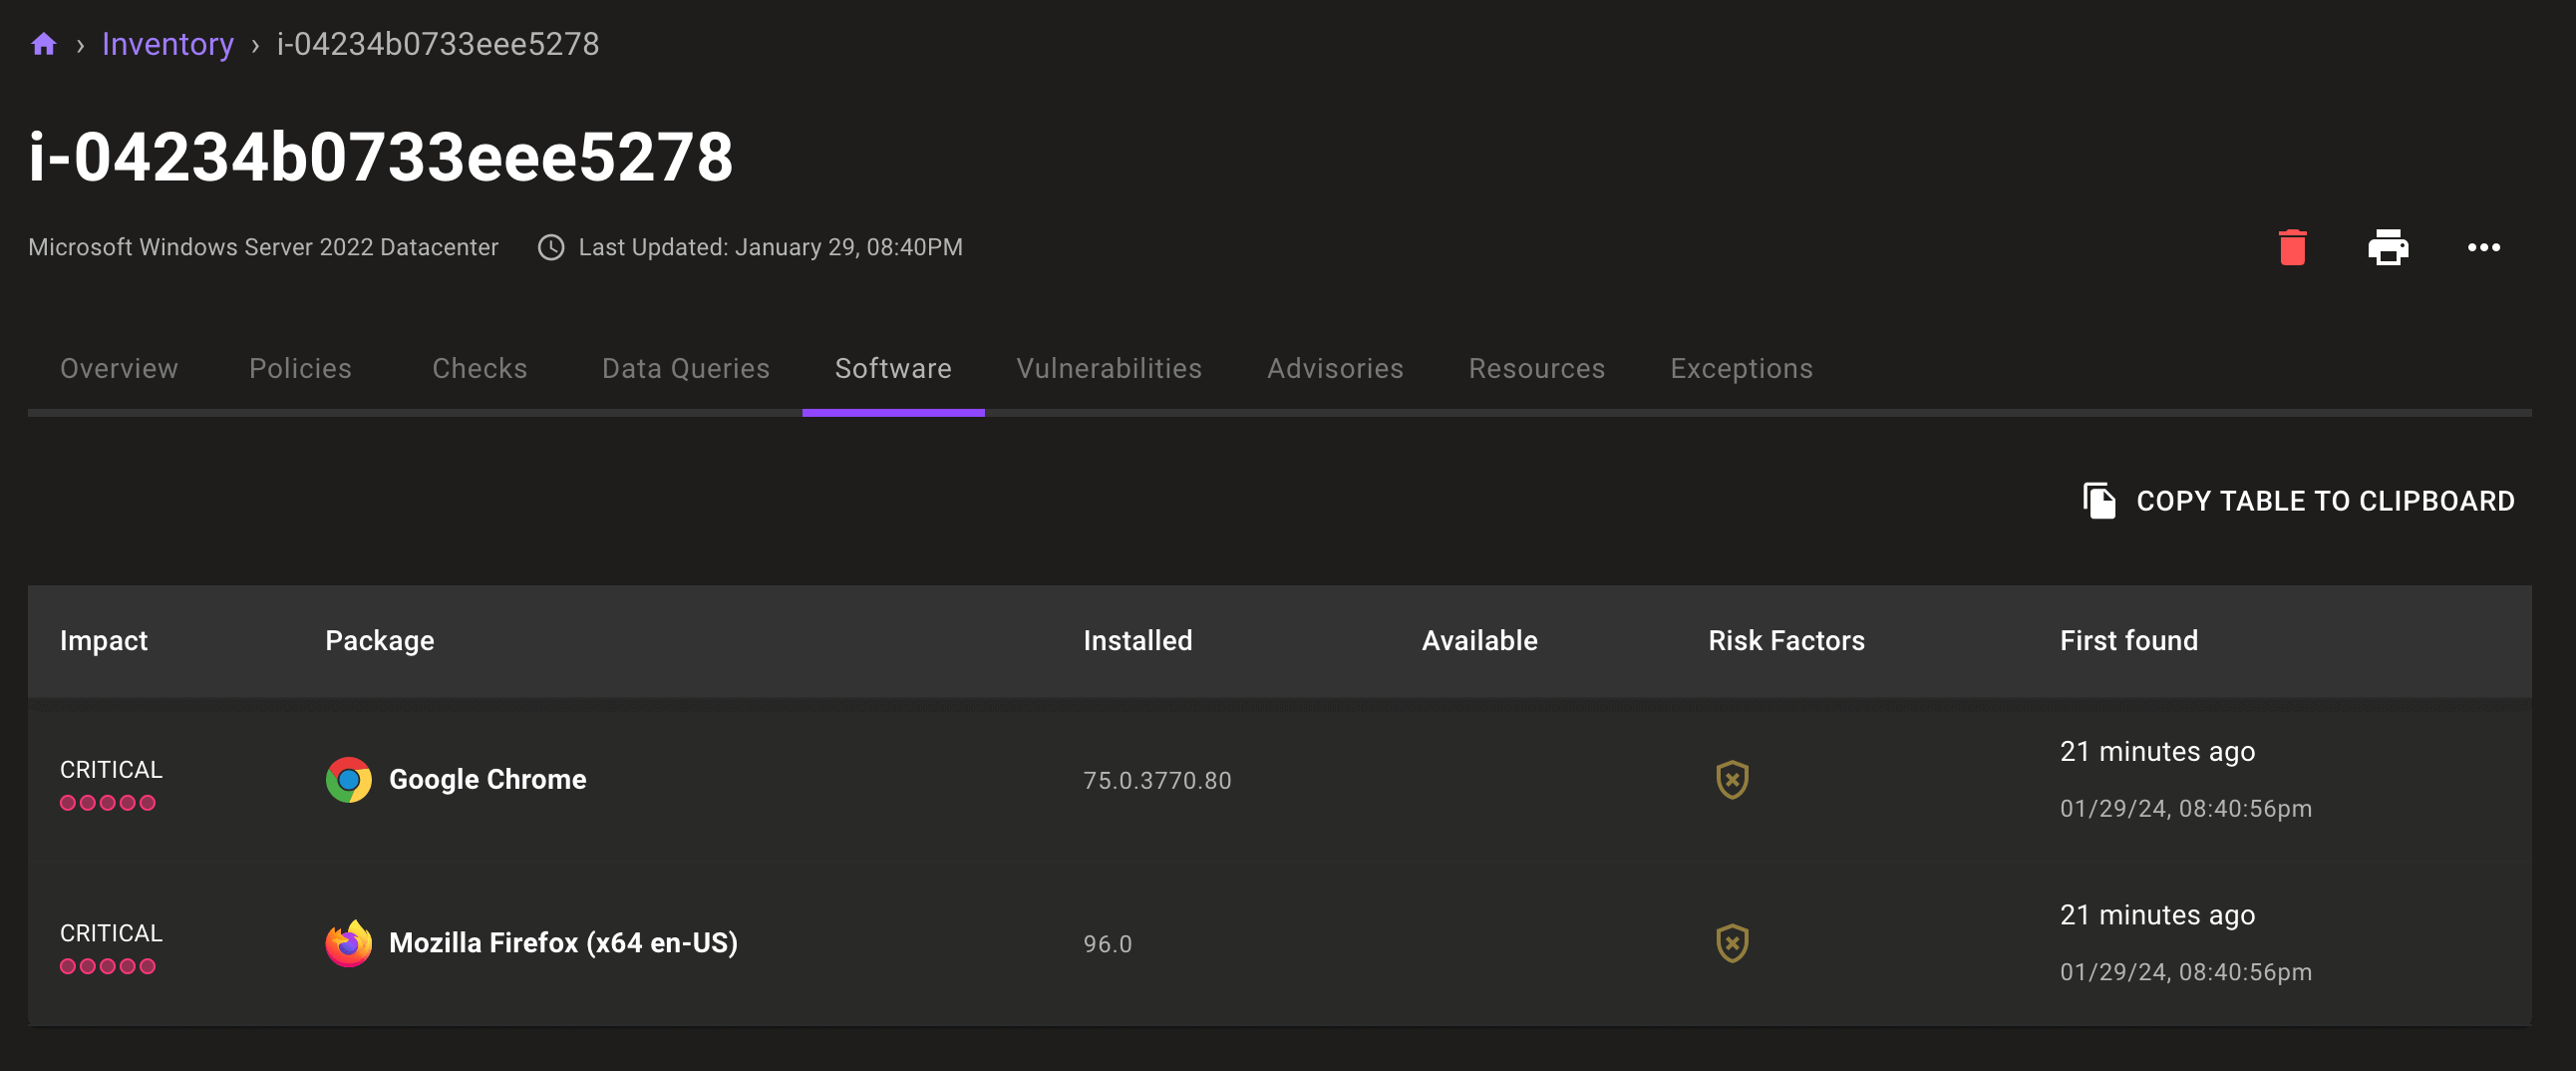 › Inventory › i-04234b0733eee5278
i-04234b0733eee5278
Microsoft Windows Server 2022 Datacenter Last Updated: January 29, 08:40PM
Overview Policies Checks Data Queries Software Vulnerabilities Advisories Resources Exceptions
COPY TABLE TO CLIPBOARD
Impact Package Installed Available Risk Factors First found
CRITICAL Google Chrome 75.0.3770.80 21 minutes ago
01/29/24, 08:40:56pm
CRITICAL Mozilla Firefox (x64 en-US) 96.0 21 minutes ago
01/29/24, 08:40:56pm